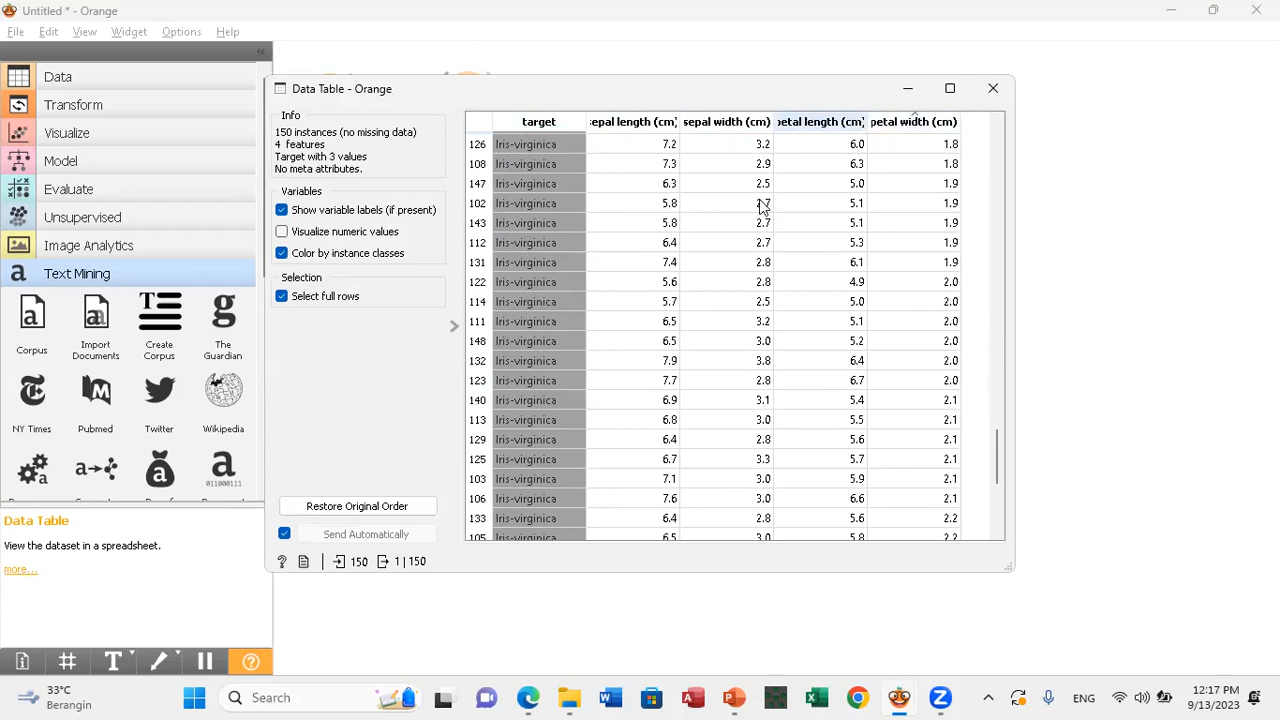 Untitled * - Orange
File Edit View Widget Options Help
Data
Transform
Visualize
Model
Evaluate
Unsupervised
Image Analytics
Text Mining
Corpus
Import Documents
Create Corpus
The Guardian
NY Times
Pubmed
Twitter
Wikipedia
Data Table
View the dataset in a spreadsheet.
more...
Data Table - Orange
Info
150 instances (no missing data)
4 features
Target with 3 values
No meta attributes.
Variables
Show variable labels (if present)
Visualize numeric values
Color by instance classes
Selection
Select full rows
Restore Original Order
Send Automatically
150 1 | 150
target sepal length (cm) sepal width (cm) petal length (cm) petal width (cm)
126 Iris-virginica 7.2 3.2 6.0 1.8
108 Iris-virginica 7.3 2.9 6.3 1.8
147 Iris-virginica 6.3 2.5 5.0 1.9
102 Iris-virginica 5.8 2.7 5.1 1.9
143 Iris-virginica 5.8 2.7 5.1 1.9
112 Iris-virginica 6.4 2.7 5.3 1.9
131 Iris-virginica 7.4 2.8 6.1 1.9
122 Iris-virginica 5.6 2.8 4.9 2.0
114 Iris-virginica 5.7 2.5 5.0 2.0
111 Iris-virginica 6.5 3.2 5.1 2.0
148 Iris-virginica 6.5 3.0 5.2 2.0
132 Iris-virginica 7.9 3.8 6.4 2.0
123 Iris-virginica 7.7 2.8 6.7 2.0
140 Iris-virginica 6.9 3.1 5.4 2.1
113 Iris-virginica 6.8 3.0 5.5 2.1
129 Iris-virginica 6.4 2.8 5.6 2.1
125 Iris-virginica 6.7 3.3 5.7 2.1
103 Iris-virginica 7.1 3.0 5.9 2.1
106 Iris-virginica 7.6 3.0 6.6 2.1
133 Iris-virginica 6.4 2.8 5.6 2.2
105 Iris-virginica 6.5 3.0 5.8 2.2
33°C
Berangin
Search
ENG
12:17 PM
9/13/2023